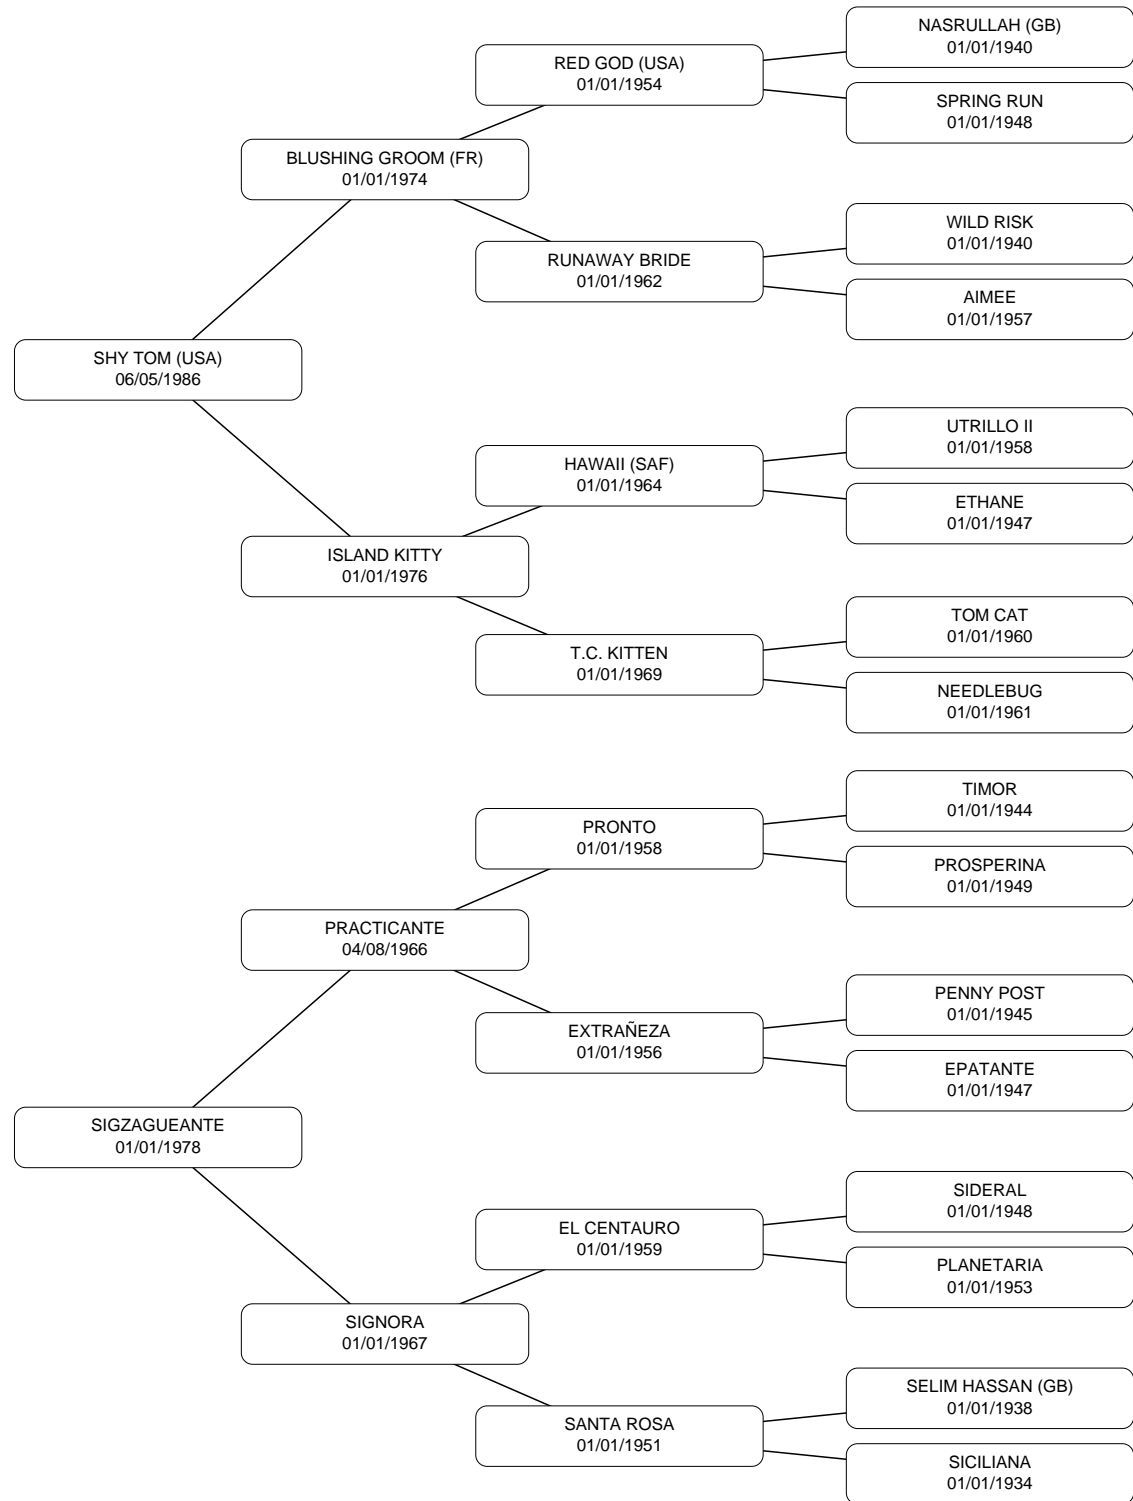 NASRULLAH (GB)
01/01/1940
RED GOD (USA)
01/01/1954
SPRING RUN
01/01/1948
BLUSHING GROOM (FR)
01/01/1974
WILD RISK
01/01/1940
RUNAWAY BRIDE
01/01/1962
AIMEE
01/01/1957
SHY TOM (USA)
06/05/1986
UTRILLO II
01/01/1958
HAWAII (SAF)
01/01/1964
ETHANE
01/01/1947
ISLAND KITTY
01/01/1976
TOM CAT
01/01/1960
T.C. KITTEN
01/01/1969
NEEDLEBUG
01/01/1961
TIMOR
01/01/1944
PRONTO
01/01/1958
PROSPERINA
01/01/1949
PRACTICANTE
04/08/1966
PENNY POST
01/01/1945
EXTRAÑEZA
01/01/1956
EPATANTE
01/01/1947
SIGZAGUEANTE
01/01/1978
SIDERAL
01/01/1948
EL CENTAURO
01/01/1959
PLANETARIA
01/01/1953
SIGNORA
01/01/1967
SELIM HASSAN (GB)
01/01/1938
SANTA ROSA
01/01/1951
SICILIANA
01/01/1934